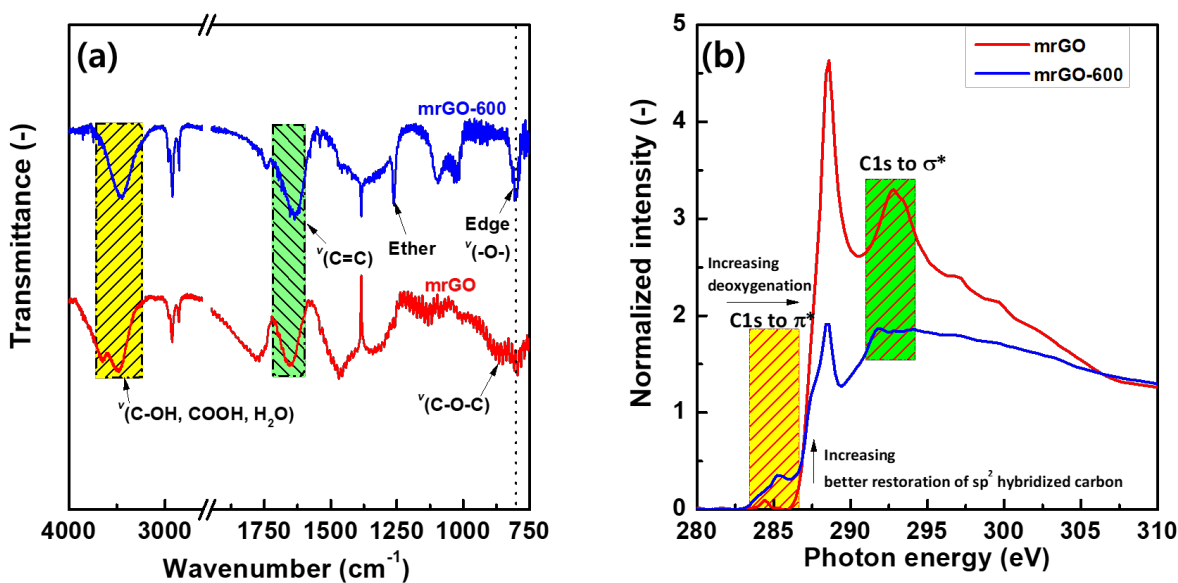 (a)
Transmittance (-)
mrGO-600
ν(C=C)
Ether
Edge
ν(-O-)
mrGO
ν(C-OH, COOH, H₂O)
ν(C-O-C)
4000 3000 1750 1500 1250 1000 750
Wavenumber (cm⁻¹)
(b)
mrGO
mrGO-600
Normalized intensity (-)
5
4
3
2
1
0
C1s to σ*
Increasing
deoxygenation
C1s to π*
Increasing
better restoration of sp² hybridized carbon
280 285 290 295 300 305 310
Photon energy (eV)